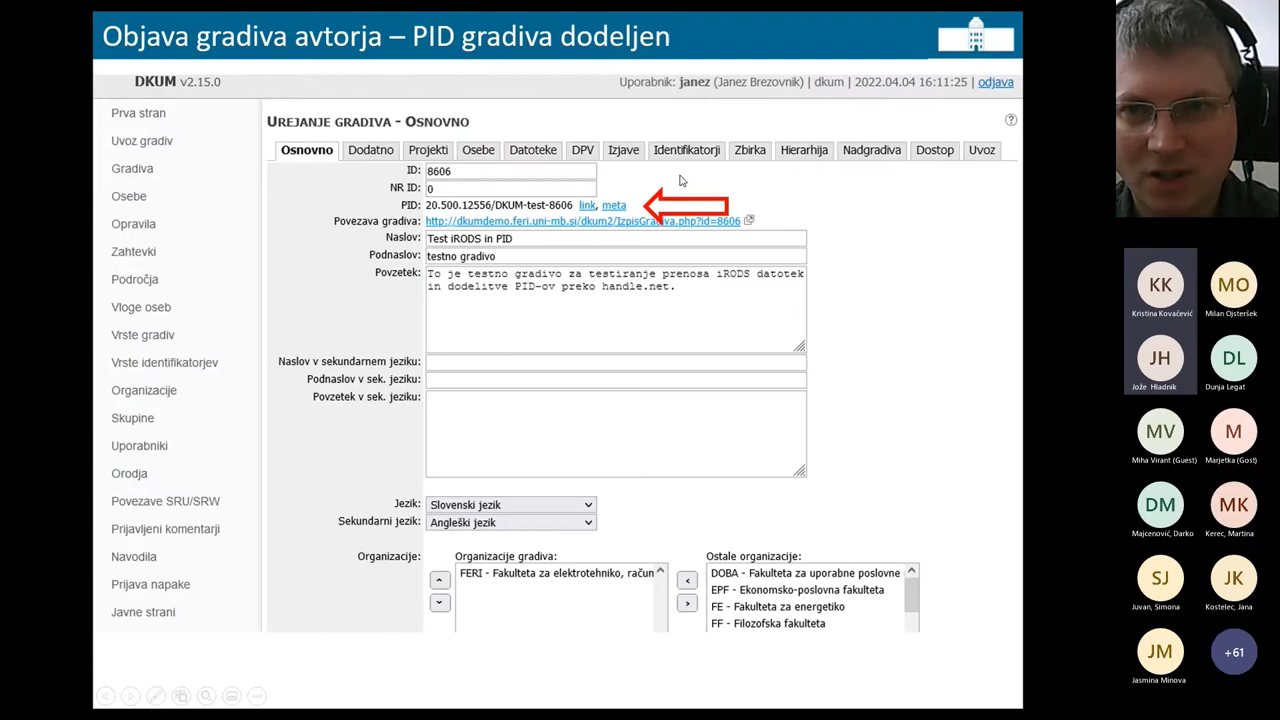 Objava gradiva avtorja – PID gradiva dodeljen
DKUM v2.15.0
Uporabnik: janez (Janez Brezovnik) | dkum | 2022.04.04 16:11:25 | odjava
Prva stran
Uvoz gradiv
Gradiva
Osebe
Opravila
Zahtevki
Področja
Vloge oseb
Vrste gradiv
Vrste identifikatorjev
Organizacije
Skupine
Uporabniki
Orodja
Povezave SRU/SRW
Prijavljeni komentarji
Navodila
Prijava napake
Javne strani
UREJANJE GRADIVA - OSNOVNO
Osnovno Dodatno Projekti Osebe Datoteke DPV Izjave Identifikatorji Zbirka Hierarhija Nadgradiva Dostop Uvoz
ID: 8606
NR ID: 0
PID: 20.500.12556/DKUM-test-8606 link, meta
Povezava gradiva: http://dkumdemo.feri.uni-mb.si/dkum2/IzpisGradiva.php?id=8606
Naslov: Test iRODS in PID
Podnaslov: testno gradivo
Povzetek: To je testno gradivo za testiranje prenosa iRODS datotek
in dodelitve PID-ov preko handle.net.
Naslov v sekundarnem jeziku:
Podnaslov v sek. jeziku:
Povzetek v sek. jeziku:
Jezik: Slovenski jezik
Sekundarni jezik: Angleški jezik
Organizacije: Organizacije gradiva: Ostale organizacije:
FERI - Fakulteta za elektrotehniko, račun
DOBA - Fakulteta za uporabne poslovne
EPF - Ekonomsko-poslovna fakulteta
FE - Fakulteta za energetiko
FF - Filozofska fakulteta
KK MO
Kristina Kovačević Milan Ojsteršek
JH DL
Jože Hladnik Dunja Legat
MV M
Miha Virant (Guest) Marjetka (Gost)
DM MK
Majcenović, Darko Kerec, Martina
SJ JK
Juvan, Simona Kostelec, Jana
JM +61
Jasmina Minova